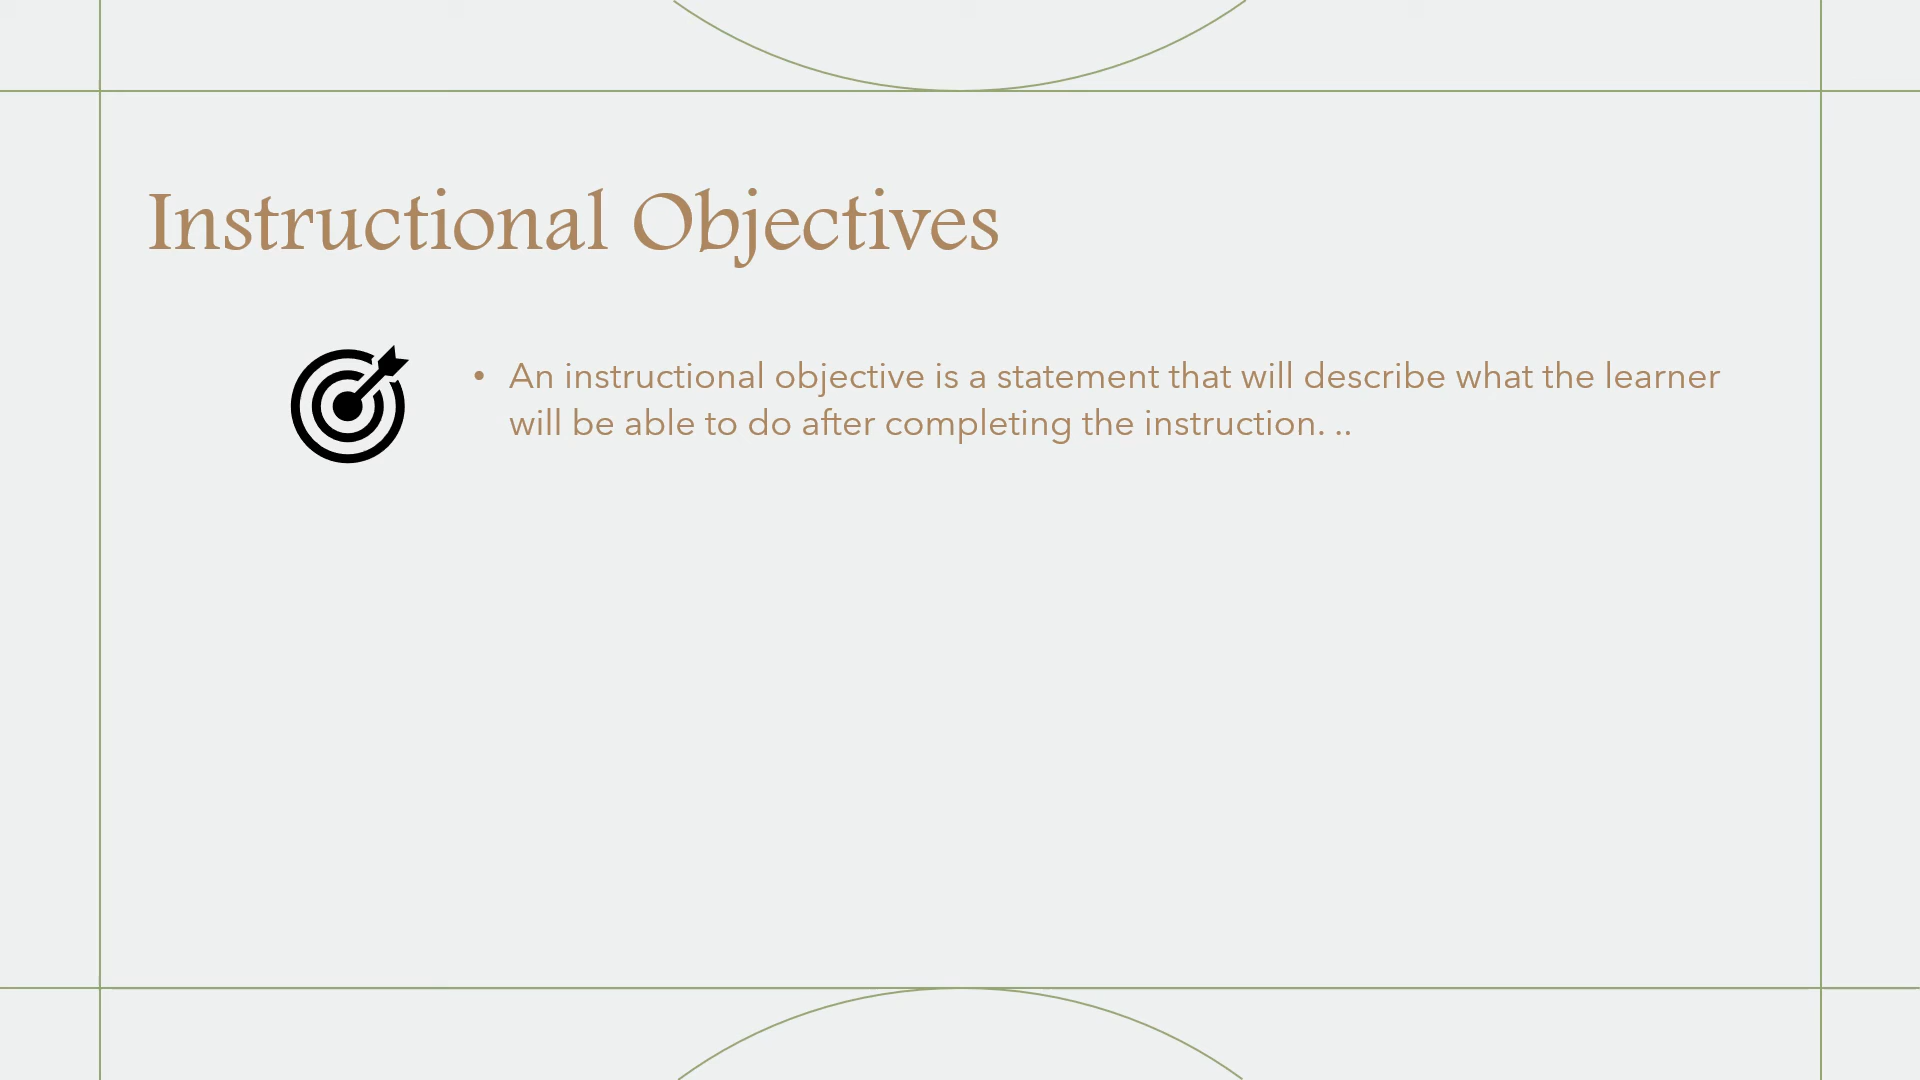 Instructional Objectives
• An instructional objective is a statement that will describe what the learner
will be able to do after completing the instruction. ..